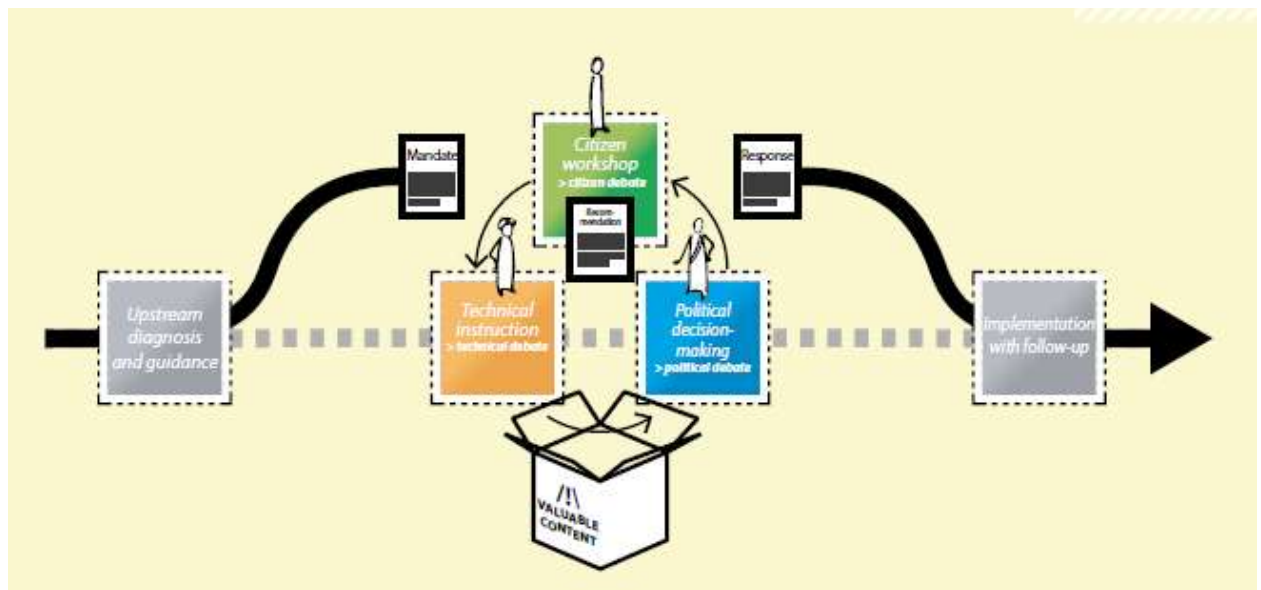 Upstream
diagnosis
and guidance
Mandate
Citizen
workshop
> citizen debate
Recom-
mendation
Technical
instruction
> technical debate
Political
decision-
making
> political debate
Response
Implementation
with follow-up
/!\
VALUABLE
CONTENT